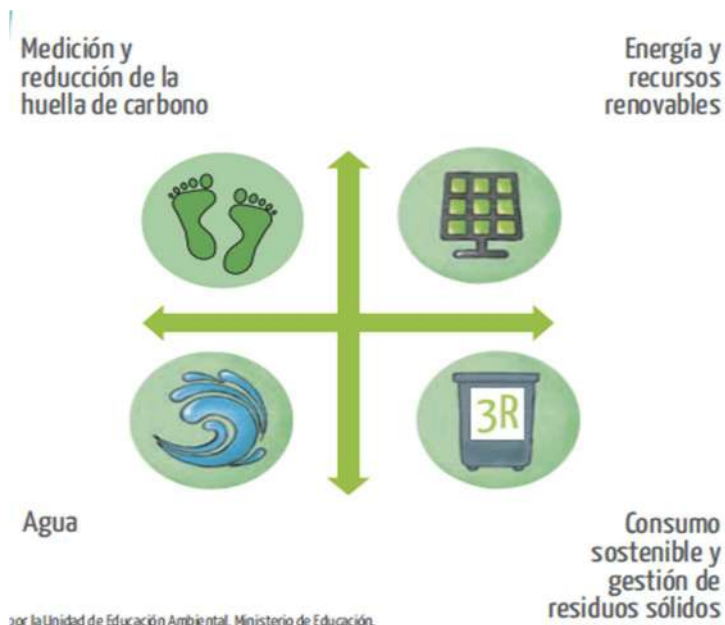 Medición y
reducción de la
huella de carbono
Energía y
recursos
renovables
3R
Agua
Consumo
sostenible y
gestión de
residuos sólidos
por la Unidad de Educación Ambiental. Ministerio de Educación.